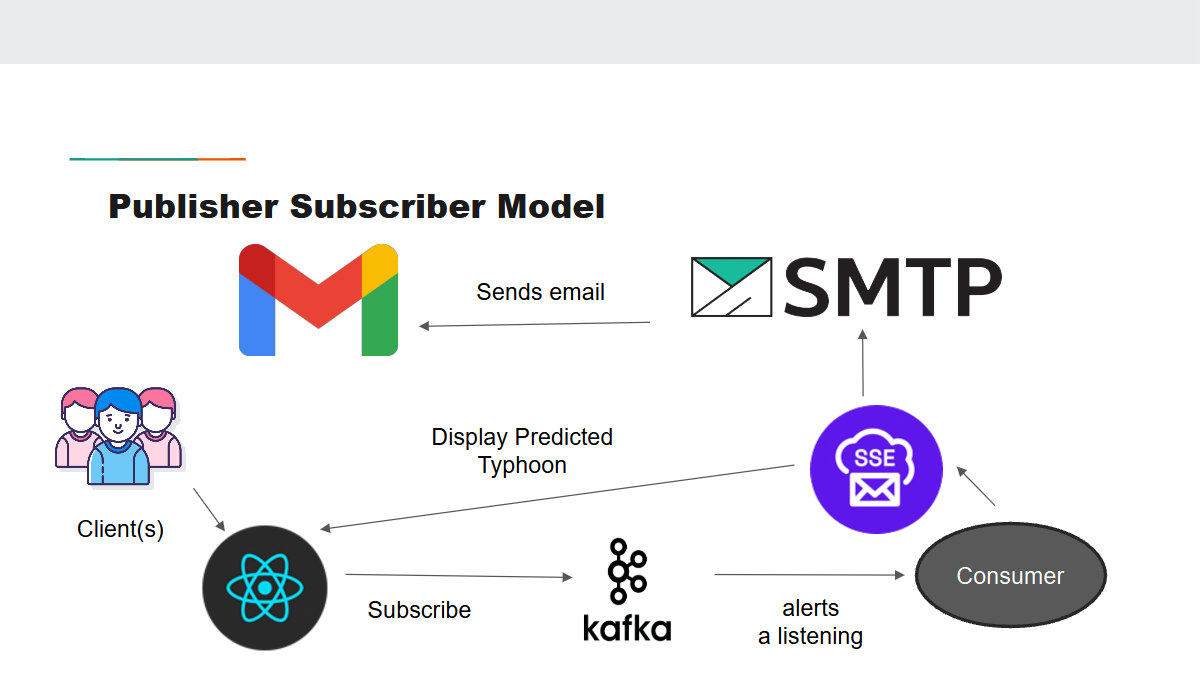 Publisher Subscriber Model
Sends email
SMTP
Display Predicted
Typhoon
SSE
Client(s)
Consumer
Subscribe
kafka
alerts
a listening